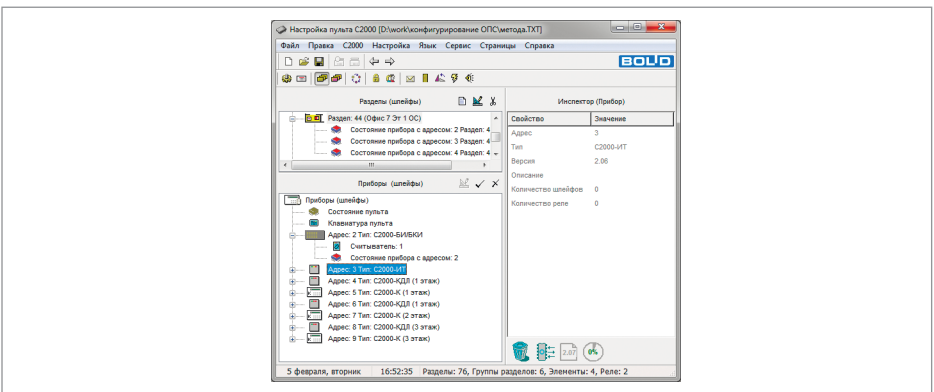 Настройка пульта С2000 [D:\work\конфигурирование ОПС\метода.TXT]
Файл Правка С2000 Настройка Язык Сервис Страницы Справка
BOLID
Разделы (шлейфы)
Раздел: 44 (Офис 7 Эт 1 ОС)
Состояние прибора с адресом: 2 Раздел: 4
Состояние прибора с адресом: 3 Раздел: 4
Состояние прибора с адресом: 4 Раздел: 4
Приборы (шлейфы)
Приборы (шлейфы)
Состояние пульта
Клавиатура пульта
Адрес: 2 Тип: С2000-БИ/БКИ
Считыватель: 1
Состояние прибора с адресом: 2
Адрес: 3 Тип: С2000-ИТ
Адрес: 4 Тип: С2000-КДЛ (1 этаж)
Адрес: 5 Тип: С2000-К (1 этаж)
Адрес: 6 Тип: С2000-КДЛ (1 этаж)
Адрес: 7 Тип: С2000-К (2 этаж)
Адрес: 8 Тип: С2000-КДЛ (3 этаж)
Адрес: 9 Тип: С2000-К (3 этаж)
Инспектор (Прибор)
Свойство Значение
Адрес 3
Тип С2000-ИТ
Версия 2.06
Описание
Количество шлейфов 0
Количество реле 0
2.07 0%
5 февраля, вторник 16:52:35 Разделы: 76, Группы разделов: 6, Элементы: 4, Реле: 2